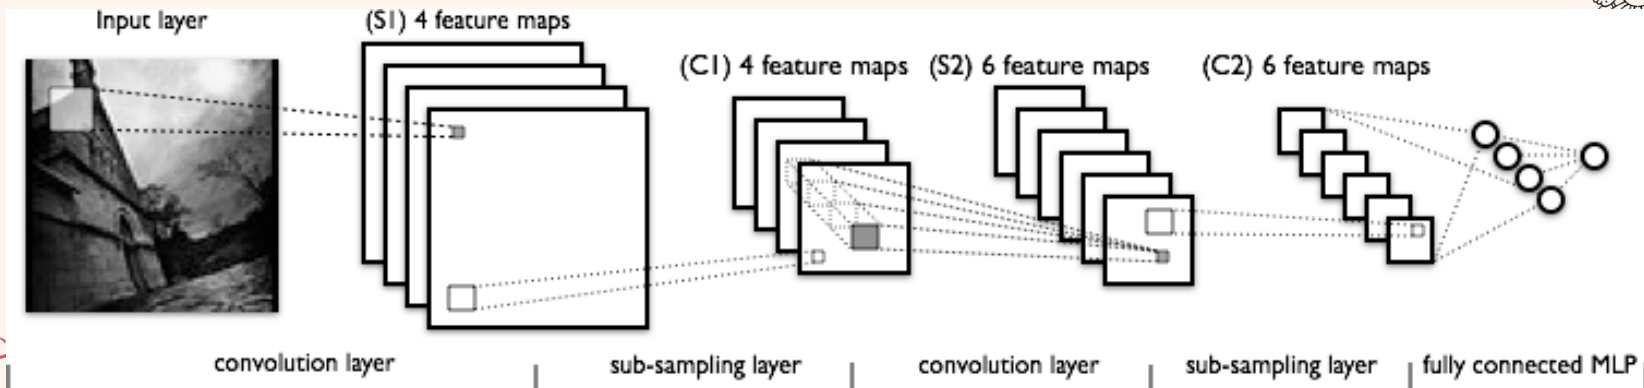 Input layer
(S1) 4 feature maps
(C1) 4 feature maps
(S2) 6 feature maps
(C2) 6 feature maps
convolution layer
sub-sampling layer
convolution layer
sub-sampling layer
fully connected MLP